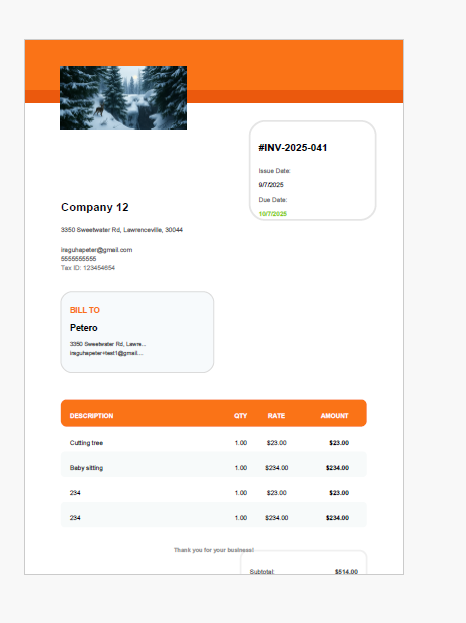 #INV-2025-041
Issue Date:
9/7/2025
Due Date:
10/7/2025
Company 12
3350 Sweetwater Rd, Lawrenceville, 30044
iraguhapeter@gmail.com
5555555555
Tax ID: 123454654
BILL TO
Petero
3350 Sweetwater Rd, Lawre...
iraguhapeter+test1@gmail....
DESCRIPTION QTY RATE AMOUNT
Cutting tree 1.00 $23.00 $23.00
Baby sitting 1.00 $234.00 $234.00
234 1.00 $23.00 $23.00
234 1.00 $234.00 $234.00
Thank you for your business!
Subtotal: $514.00